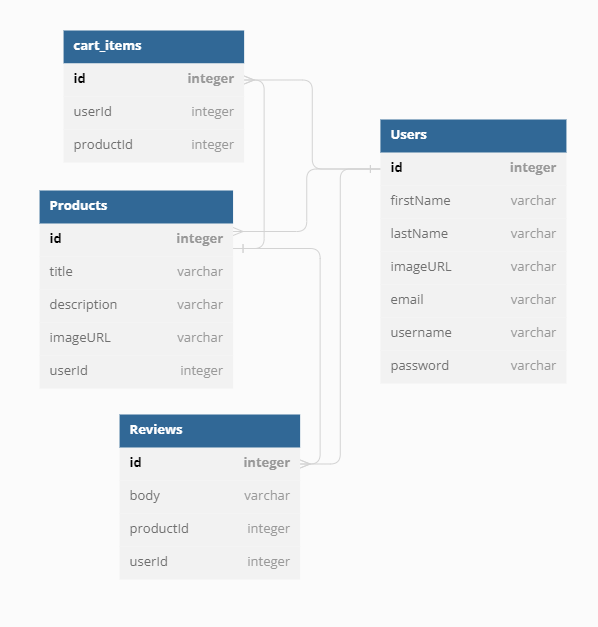 cart_items
id integer
userId integer
productId integer
Users
id integer
firstName varchar
lastName varchar
imageURL varchar
email varchar
username varchar
password varchar
Products
id integer
title varchar
description varchar
imageURL varchar
userId integer
Reviews
id integer
body varchar
productId integer
userId integer